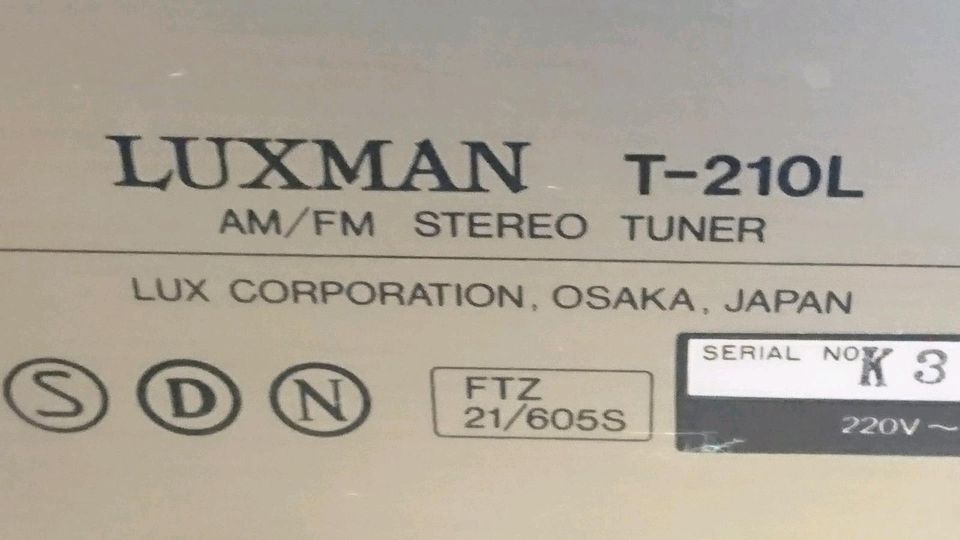 LUXMAN T-210L
AM/FM STEREO TUNER
LUX CORPORATION, OSAKA, JAPAN
S D N
FTZ
21/605S
SERIAL NO. K 3
220V ~